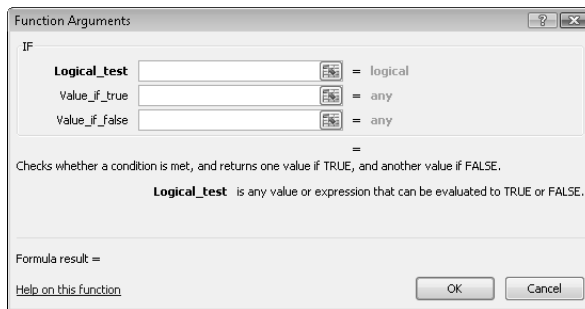 Function Arguments
IF
Logical_test = logical
Value_if_true = any
Value_if_false = any
=
Checks whether a condition is met, and returns one value if TRUE, and another value if FALSE.
Logical_test is any value or expression that can be evaluated to TRUE or FALSE.
Formula result =
Help on this function OK Cancel